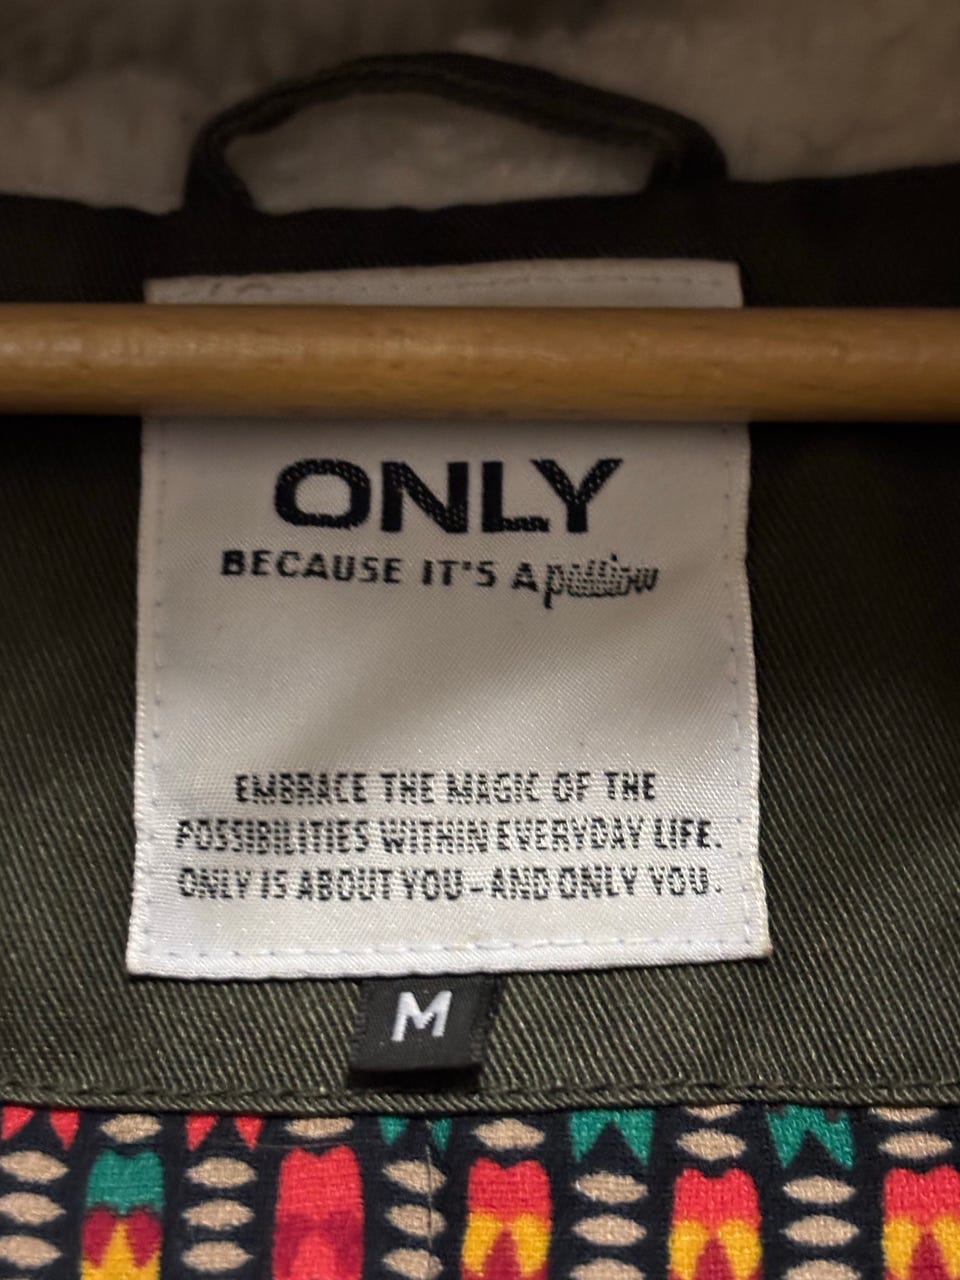 ONLY
BECAUSE IT'S A passion
EMBRACE THE MAGIC OF THE
POSSIBILITIES WITHIN EVERYDAY LIFE.
ONLY IS ABOUT YOU - AND ONLY YOU.
M